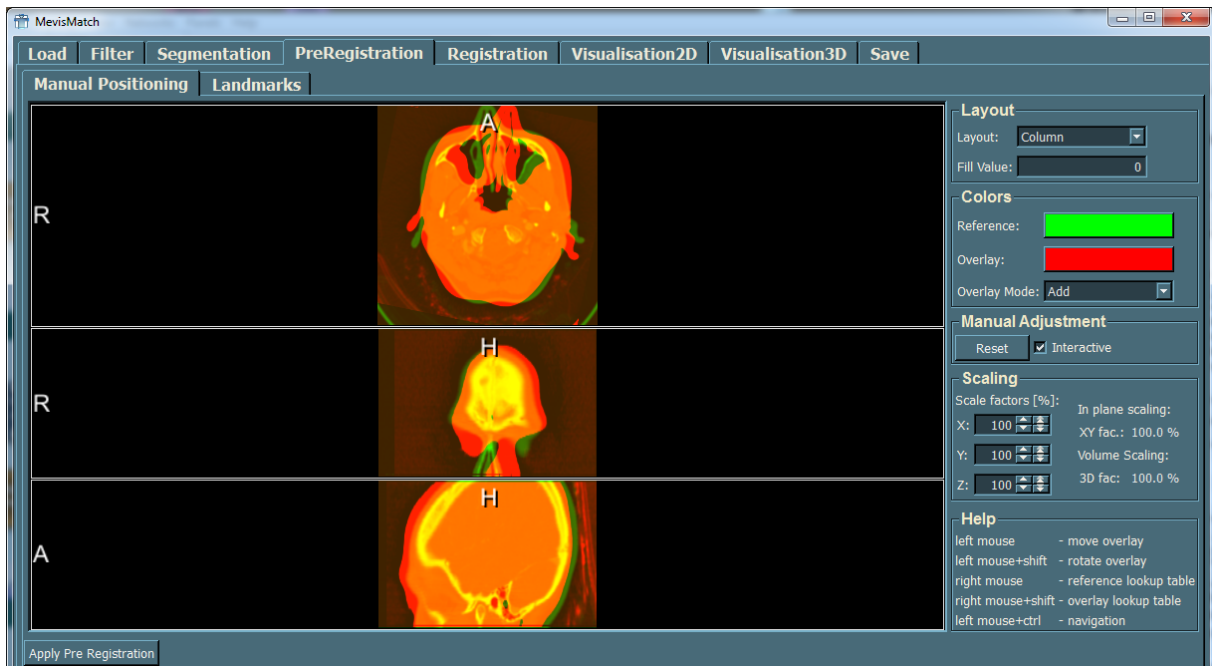 MevisMatch
Load Filter Segmentation PreRegistration Registration Visualisation2D Visualisation3D Save
Manual Positioning Landmarks
A
R
H
R
H
A
Layout
Layout: Column
Fill Value: 0
Colors
Reference:
Overlay:
Overlay Mode: Add
Manual Adjustment
Reset Interactive
Scaling
Scale factors [%]:
X: 100
Y: 100
Z: 100
In plane scaling:
XY fac.: 100.0 %
Volume Scaling:
3D fac: 100.0 %
Help
left mouse - move overlay
left mouse+shift - rotate overlay
right mouse - reference lookup table
right mouse+shift - overlay lookup table
left mouse+ctrl - navigation
Apply Pre Registration